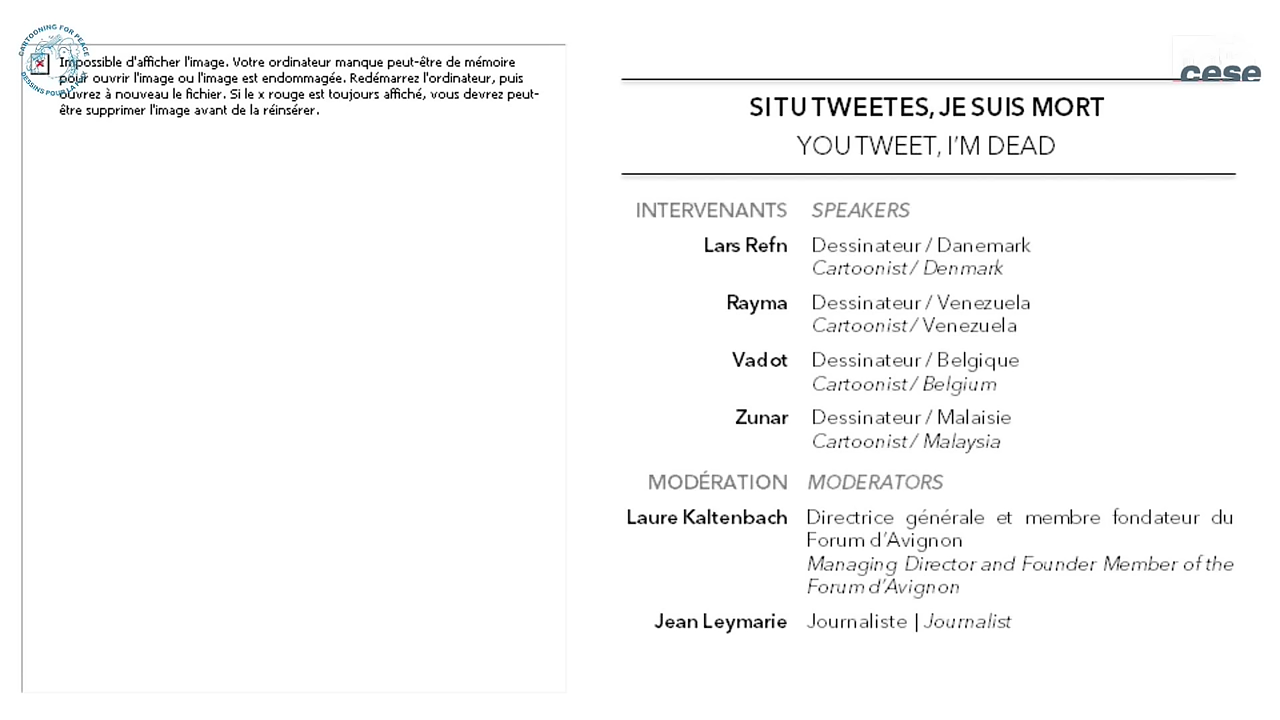 CARTOONING FOR PEACE
Impossible d'afficher l'image. Votre ordinateur manque peut-être de mémoire
pour ouvrir l'image ou l'image est endommagée. Redémarrez l'ordinateur, puis
ouvrez à nouveau le fichier. Si le x rouge est toujours affiché, vous devrez peut-
être supprimer l'image avant de la réinsérer.
cese
SI TU TWEETES, JE SUIS MORT
YOU TWEET, I'M DEAD
INTERVENANTS SPEAKERS
Lars Refn Dessinateur / Danemark
Cartoonist / Denmark
Rayma Dessinateur / Venezuela
Cartoonist / Venezuela
Vadot Dessinateur / Belgique
Cartoonist / Belgium
Zunar Dessinateur / Malaisie
Cartoonist / Malaysia
MODÉRATION MODERATORS
Laure Kaltenbach Directrice générale et membre fondateur du
Forum d'Avignon
Managing Director and Founder Member of the
Forum d'Avignon
Jean Leymarie Journaliste | Journalist